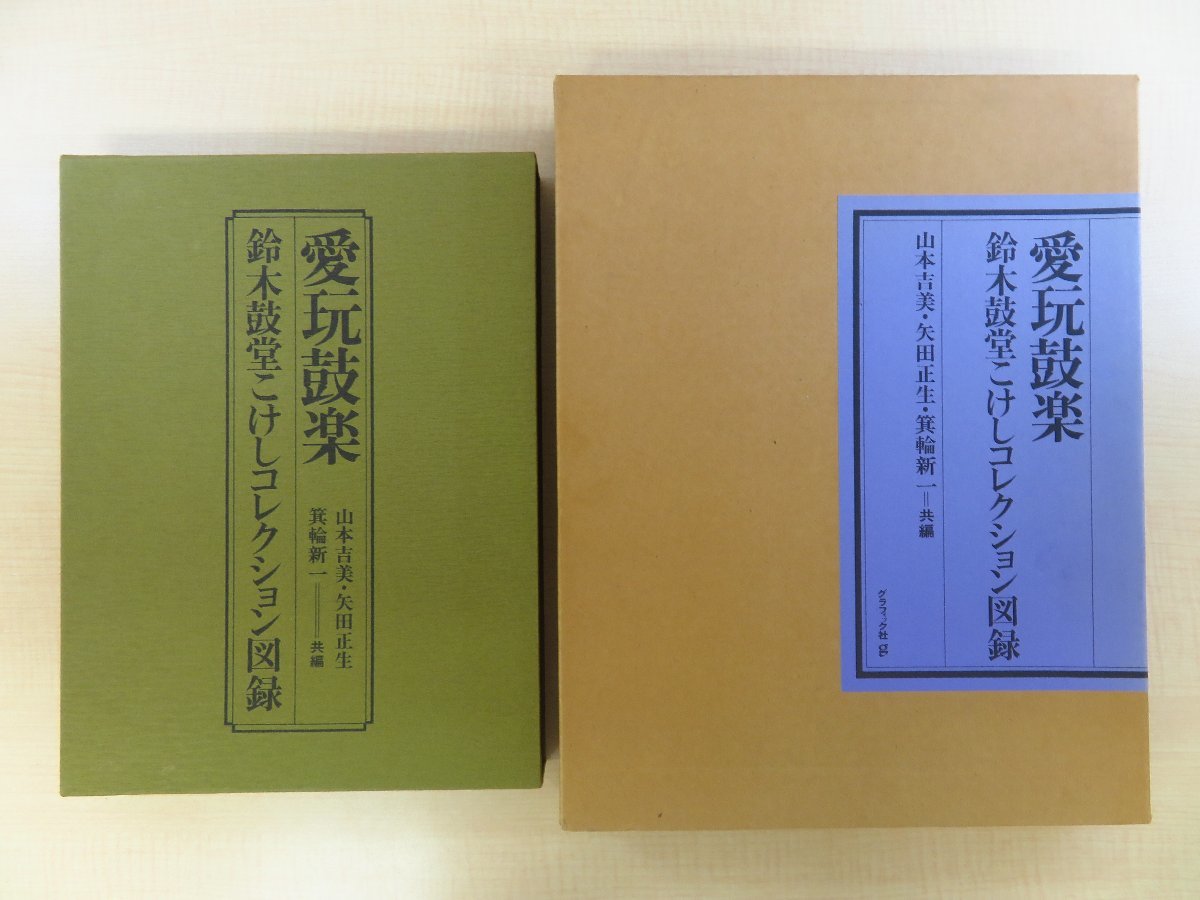 愛玩鼓楽
鈴木鼓堂こけしコレクション図録
山本吉美・矢田正生
箕輪新一══共編
愛玩鼓楽
鈴木鼓堂こけしコレクション図録
山本吉美・矢田正生・箕輪新一＝共編
グラフィック社 g